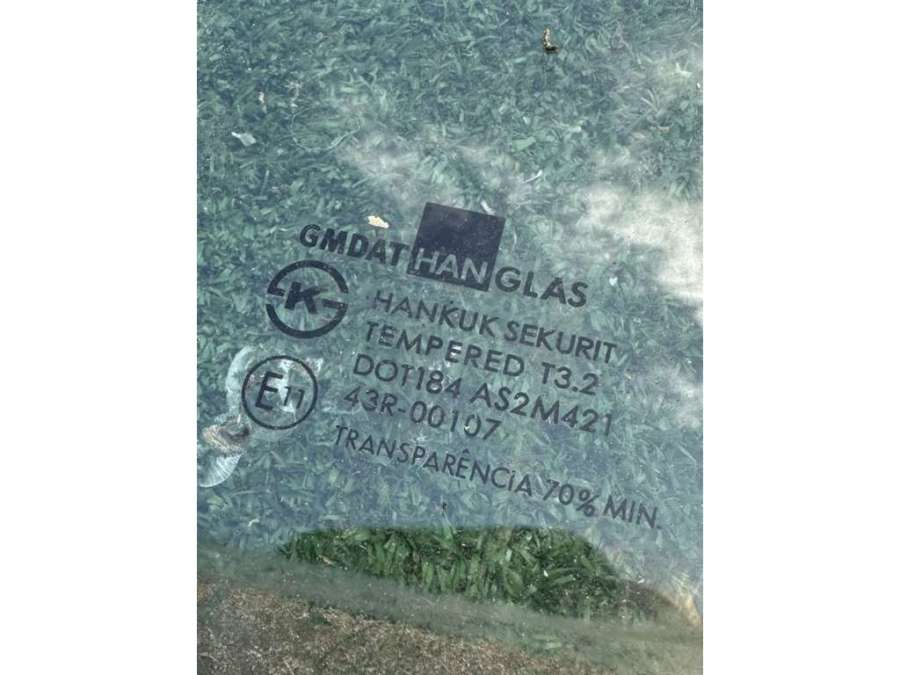 GMDAT HAN GLAS
K
HANKUK SEKURIT
TEMPERED T3.2
DOT184 AS2M421
E11
43R-00107
TRANSPARÊNCIA 70% MIN.